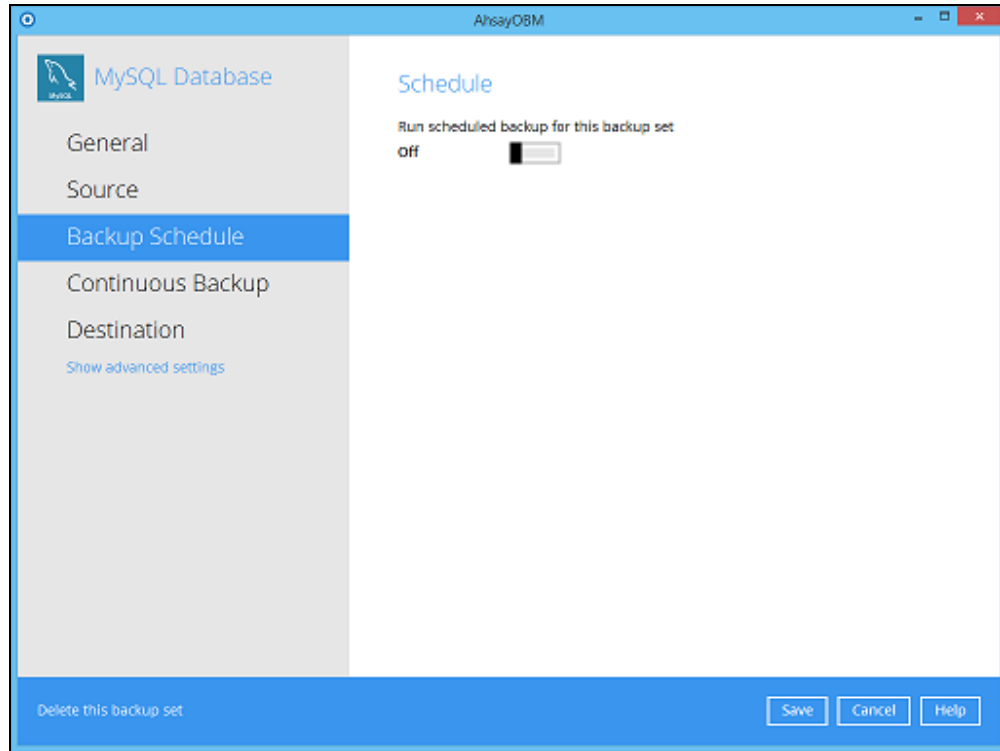 AhsayOBM
MySQL
MySQL Database
General
Source
Backup Schedule
Continuous Backup
Destination
Show advanced settings
Schedule
Run scheduled backup for this backup set
Off
Delete this backup set
Save
Cancel
Help